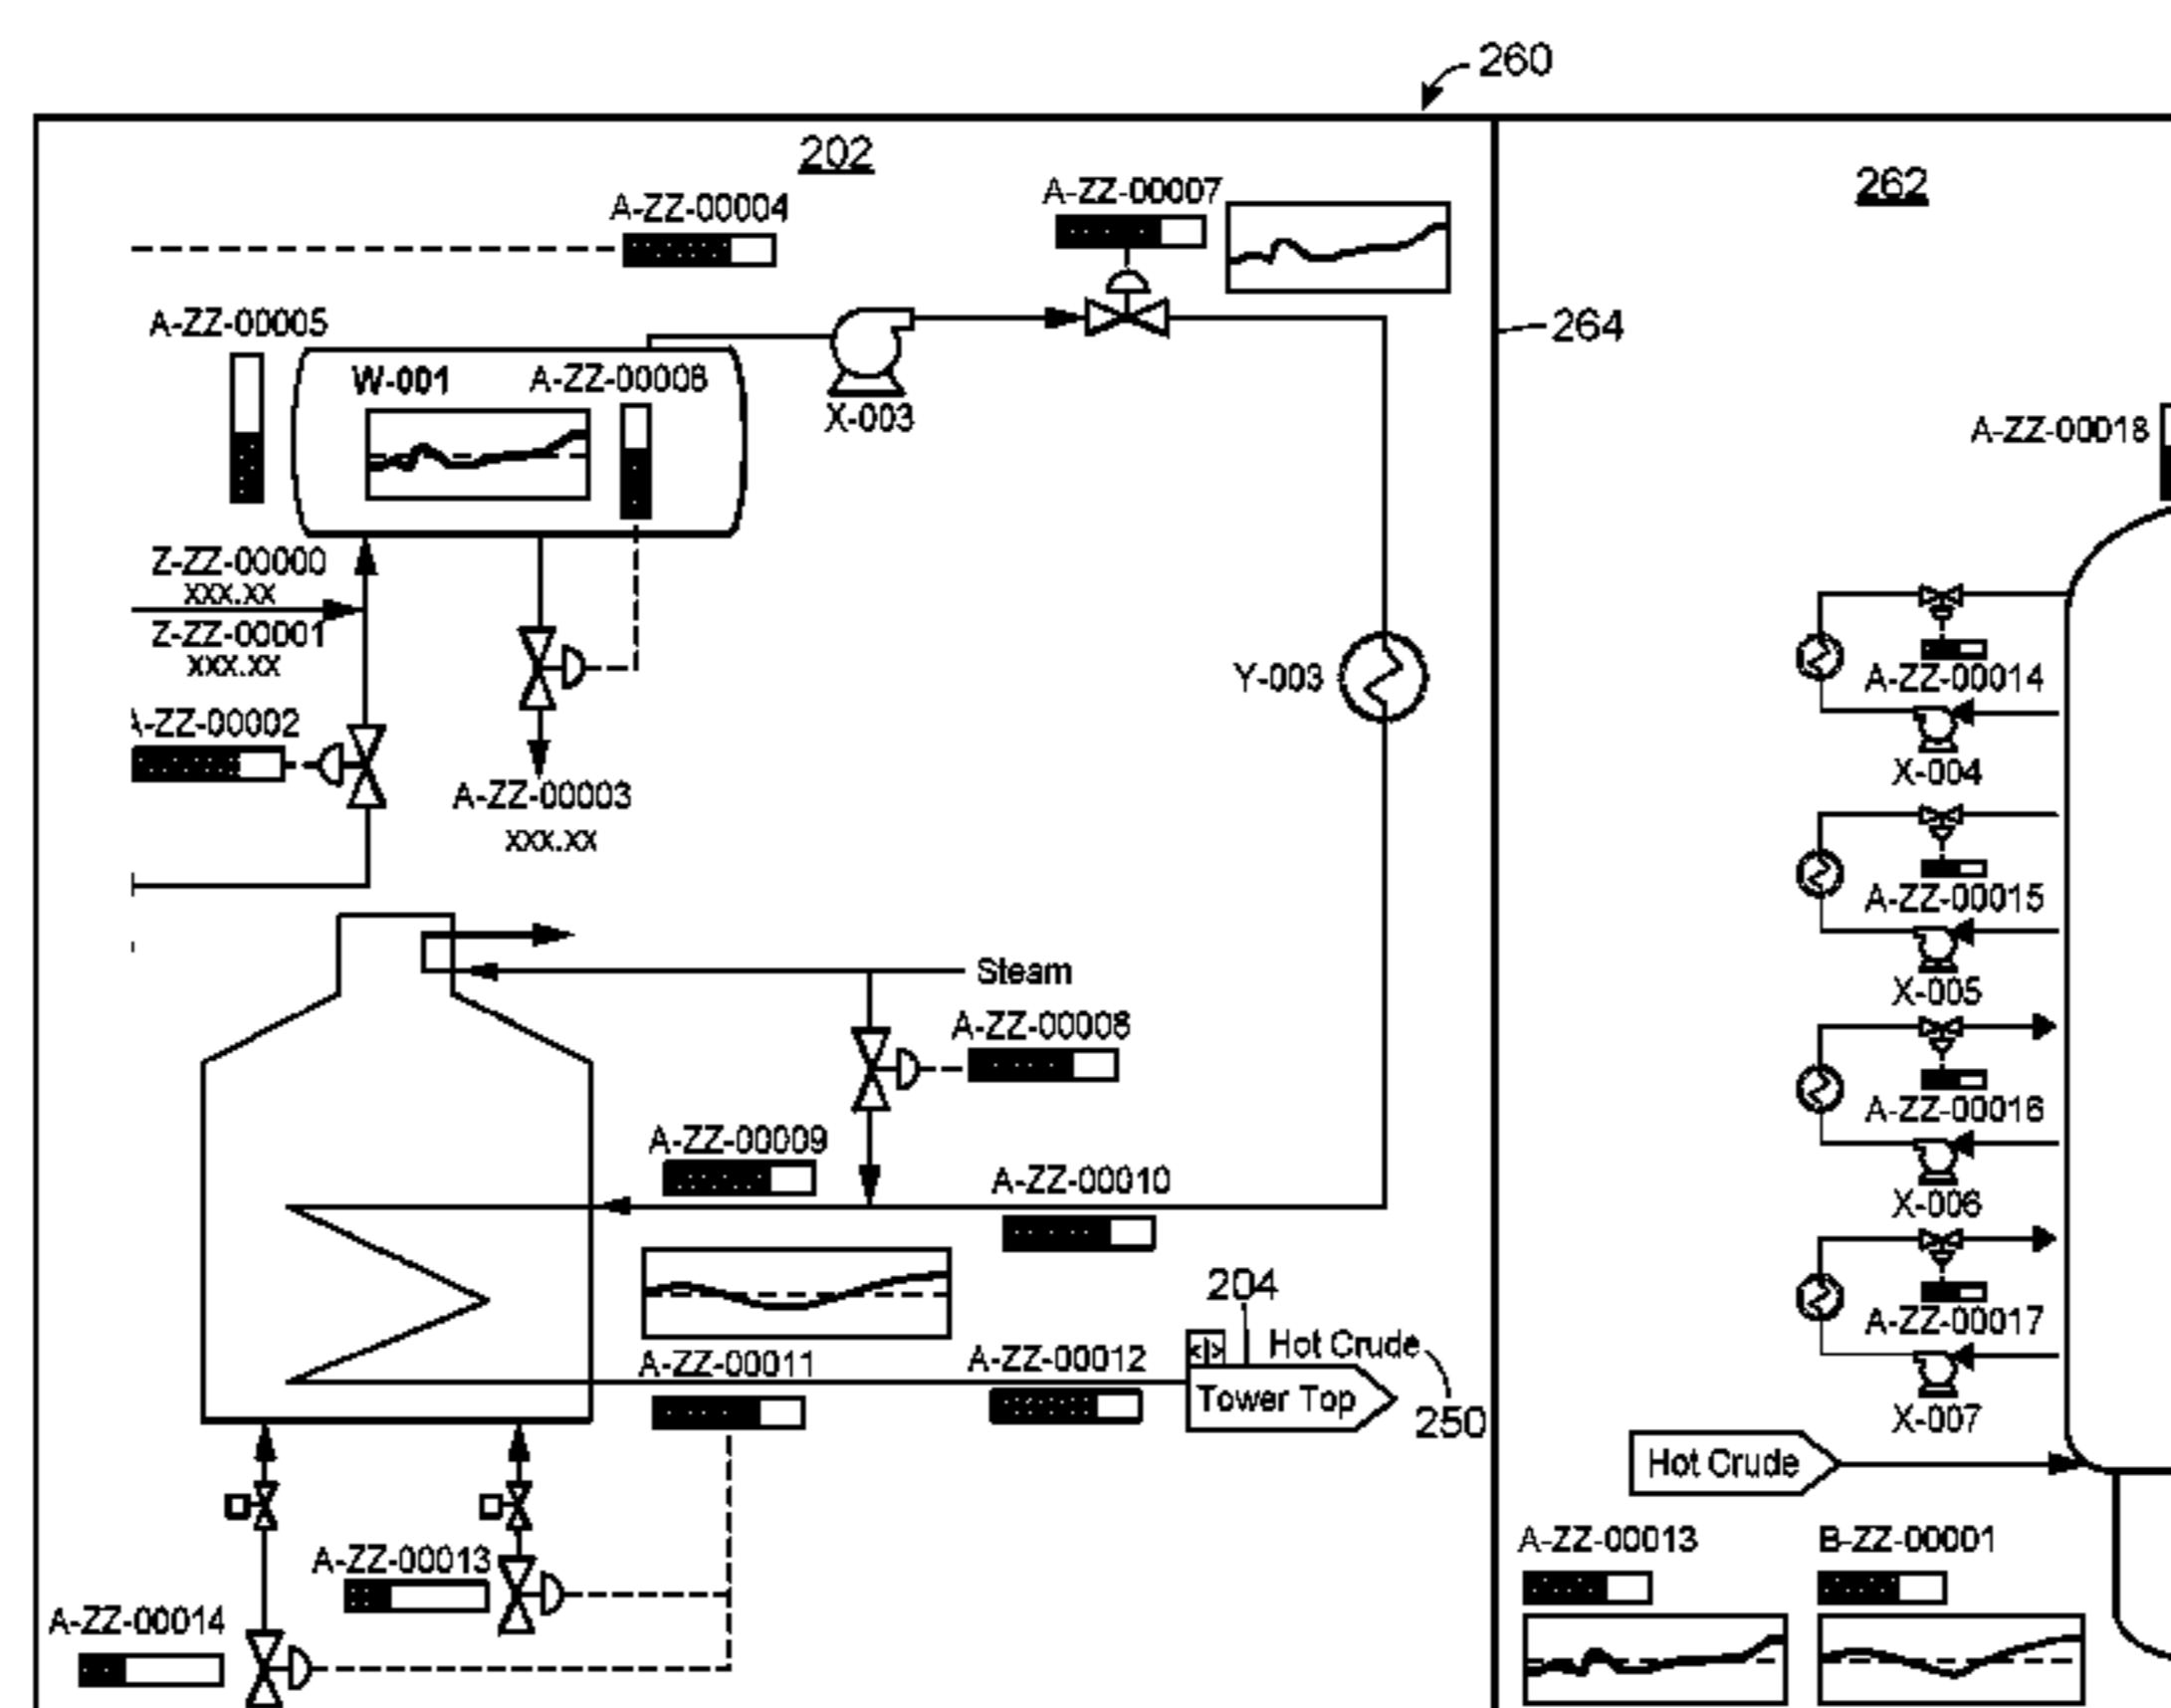 260
202
262
A-ZZ-00004
A-ZZ-00007
A-ZZ-00005
264
W-001
A-ZZ-00006
X-003
A-ZZ-00018
Z-ZZ-00000
XXX.XX
Z-ZZ-00001
XXX.XX
Y-003
A-ZZ-00014
A-ZZ-00002
X-004
A-ZZ-00003
XXX.XX
A-ZZ-00015
Steam
X-005
A-ZZ-00008
A-ZZ-00016
A-ZZ-00009
A-ZZ-00010
X-006
204
Hot Crude
A-ZZ-00017
A-ZZ-00011
A-ZZ-00012
<|>
Tower Top
250
X-007
Hot Crude
A-ZZ-00013
B-ZZ-00001
A-ZZ-00013
A-ZZ-00014